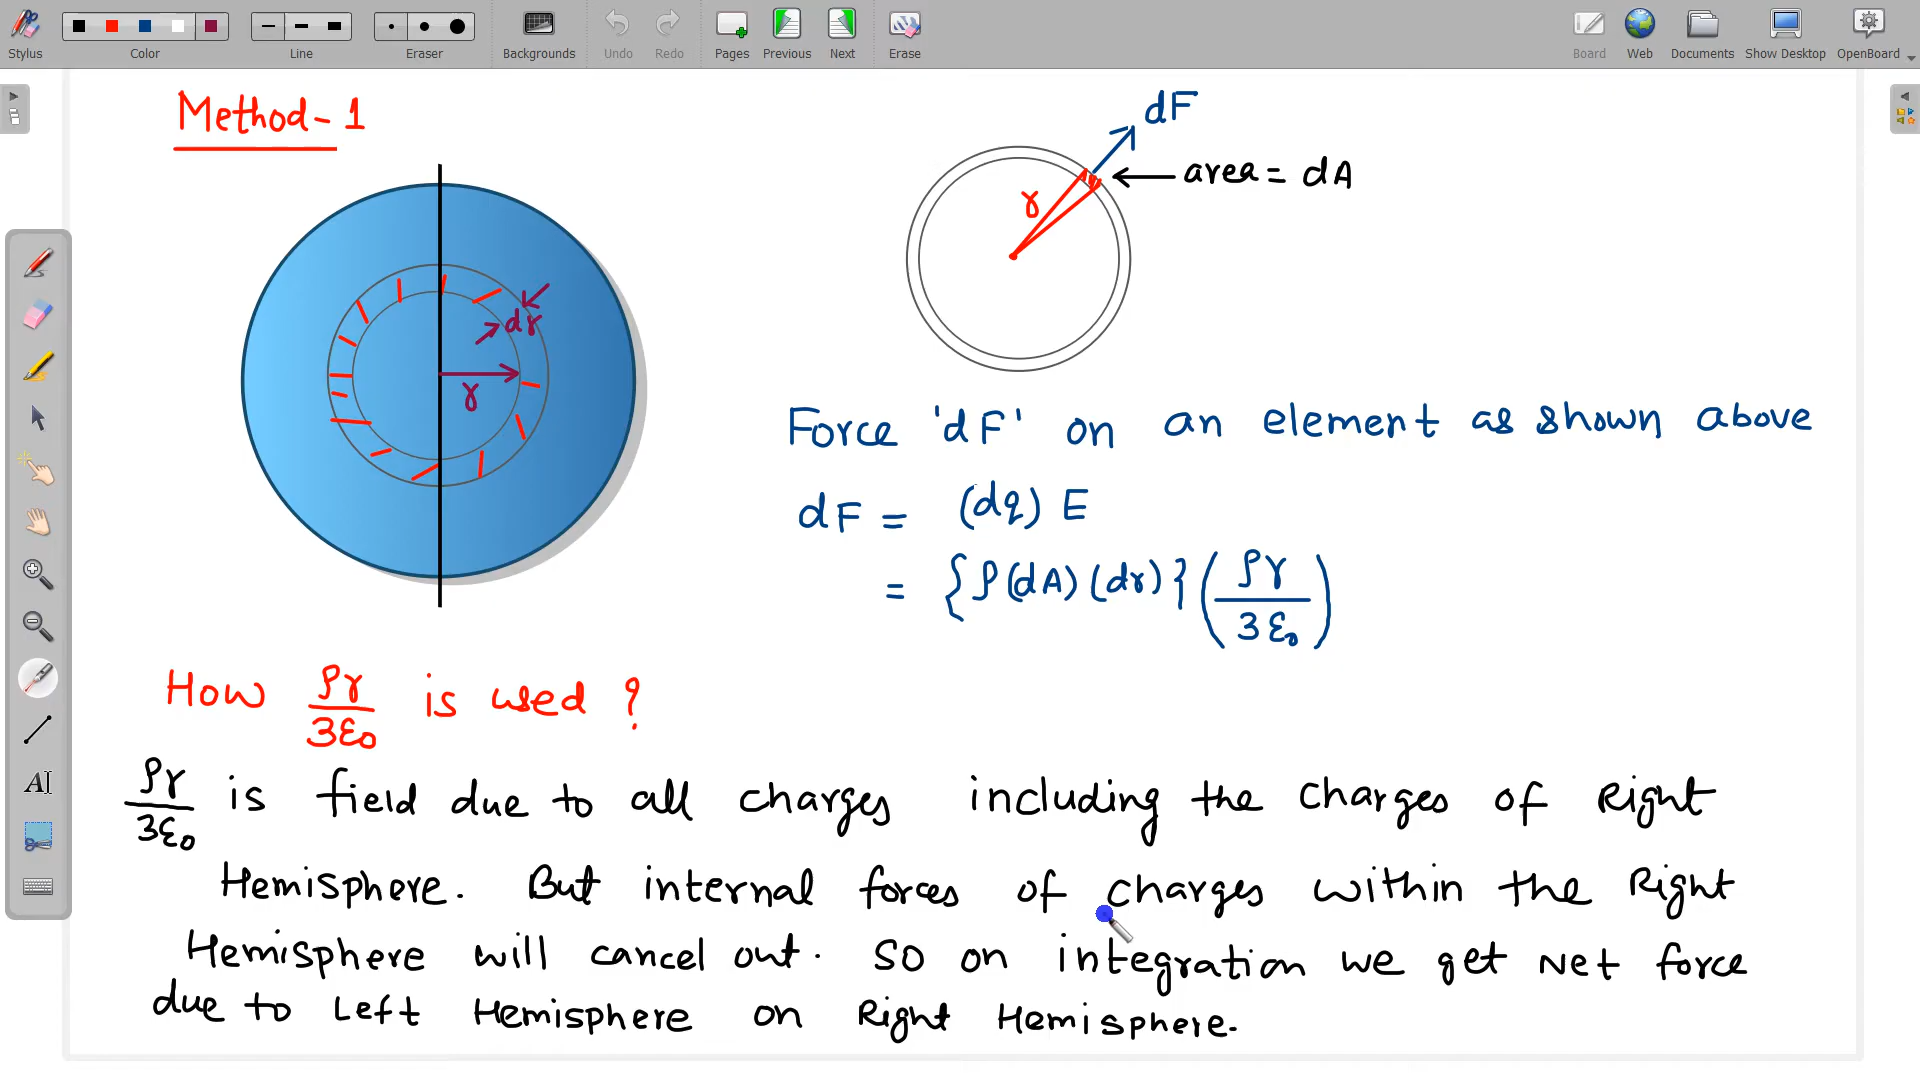 Stylus Color Line Eraser Backgrounds Undo Redo Pages Previous Next Erase Board Web Documents Show Desktop OpenBoard
Method-1
dF
area = dA
r
dr
r
Force 'dF' on an element as shown above
dF = (dq) E
= {ρ(dA)(dr)} (ρr/3ε₀)
How ρr/3ε₀ is used ?
ρr/3ε₀ is field due to all charges including the charges of Right
Hemisphere. But internal forces of charges within the Right
Hemisphere will cancel out. So on integration we get Net force
due to Left Hemisphere on Right Hemisphere.